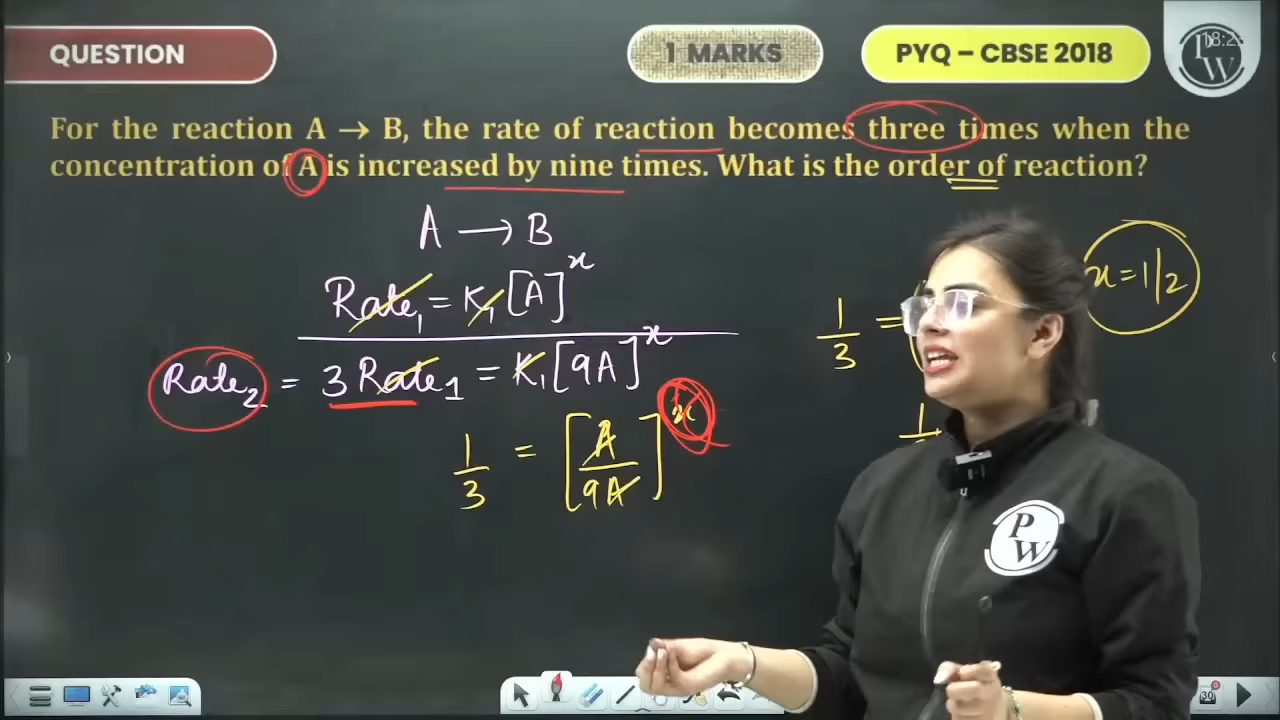 QUESTION
1 MARKS
PYQ – CBSE 2018
PW
For the reaction A → B, the rate of reaction becomes three times when the
concentration of A is increased by nine times. What is the order of reaction?
A → B
Rate₁ = K₁ [A]ˣ
Rate₂ = 3 Rate₁ = K₁ [9A]ˣ
1/3 = [A/9A]ˣ
1/3 =
x = 1/2
PW
30